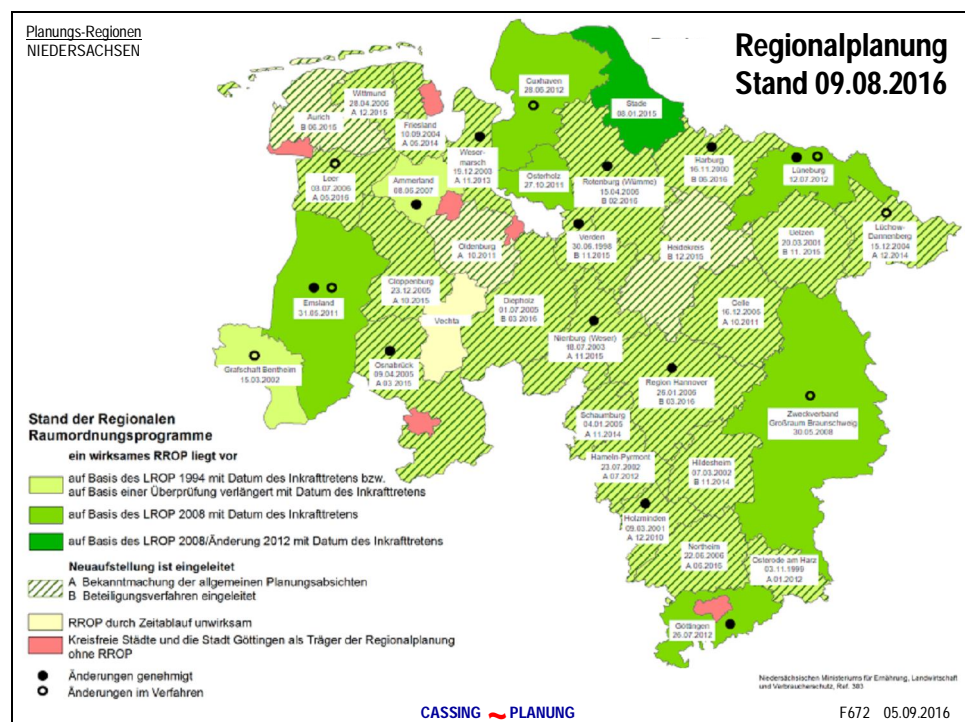 Planungs-Regionen
NIEDERSACHSEN
Regionalplanung
Stand 09.08.2016
Cuxhaven
28.06.2012
Stade
08.01.2015
Wittmund
28.04.2006
A 12.2015
Aurich
B 06.2015
Friesland
10.09.2004
A 06.2014
Weser-
marsch
19.12.2003
A 11.2013
Leer
03.07.2006
A 05.2016
Ammerland
08.06.2007
Osterholz
27.10.2011
Rotenburg (Wümme)
15.04.2006
B 02.2016
Harburg
16.11.2000
B 06.2016
Lüneburg
12.07.2012
Lüchow-
Dannenberg
15.12.2004
A 12.2014
Uelzen
20.03.2001
B 11. 2015
Heidekreis
B 12.2015
Verden
30.06.1998
B 11.2015
Oldenburg
A 10.2011
Cloppenburg
23.12.2005
A 10.2015
Vechta
Diepholz
01.07.2005
B 03 2016
Emsland
31.05.2011
Celle
16.12.2005
A 10.2011
Nienburg (Weser)
18.07.2003
A 11.2015
Grafschaft Bentheim
15.03.2002
Osnabrück
09.04.2005
A 03 2015
Region Hannover
26.01.2006
B 03.2016
Zweckverband
Großraum Braunschweig
30.05.2008
Schaumburg
04.01.2005
A 11.2014
Hameln-Pyrmont
23.07.2002
A 07.2012
Hildesheim
07.03.2002
B 11.2014
Holzminden
09.03.2001
A 12.2010
Northeim
22.06.2006
A 05.2015
Osterode am Harz
03.11.1999
A 01.2012
Göttingen
26.07.2012
Stand der Regionalen
Raumordnungsprogramme
ein wirksames RROP liegt vor
auf Basis des LROP 1994 mit Datum des Inkrafttretens bzw.
auf Basis einer Überprüfung verlängert mit Datum des Inkrafttretens
auf Basis des LROP 2008 mit Datum des Inkrafttretens
auf Basis des LROP 2008/Änderung 2012 mit Datum des Inkrafttretens
Neuaufstellung ist eingeleitet
A Bekanntmachung der allgemeinen Planungsabsichten
B Beteiligungsverfahren eingeleitet
RROP durch Zeitablauf unwirksam
Kreisfreie Städte und die Stadt Göttingen als Träger der Regionalplanung
ohne RROP
Änderungen genehmigt
Änderungen im Verfahren
Niedersächsischen Ministeriums für Ernährung, Landwirtschaft
und Verbraucherschutz, Ref. 303
CASSING ~ PLANUNG
F672 05.09.2016